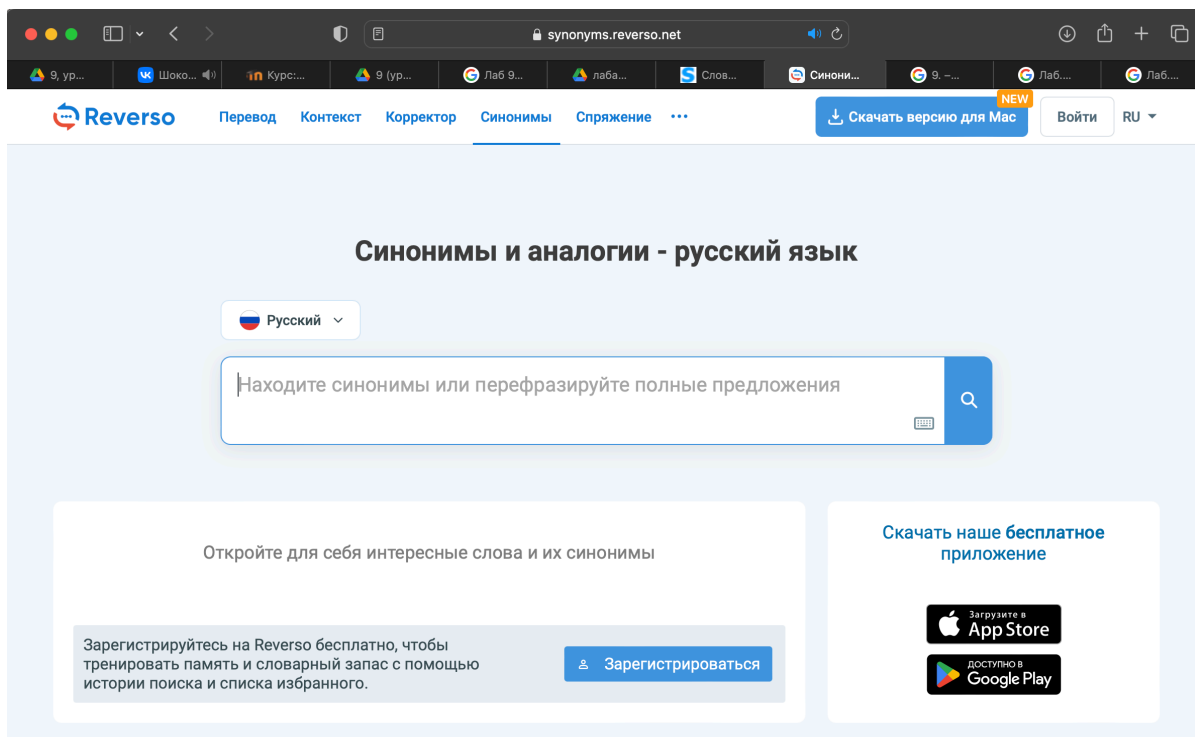 synonyms.reverso.net
9, ур...
Шоко...
Курс:...
9 (ур...
Лаб 9...
лаба...
Слов...
Синони...
9. –...
Лаб....
Лаб....
Reverso
Перевод
Контекст
Корректор
Синонимы
Спряжение
Скачать версию для Mac
NEW
Войти
RU
Синонимы и аналогии - русский язык
Русский
Находите синонимы или перефразируйте полные предложения
Откройте для себя интересные слова и их синонимы
Зарегистрируйтесь на Reverso бесплатно, чтобы
тренировать память и словарный запас с помощью
истории поиска и списка избранного.
Зарегистрироваться
Скачать наше бесплатное
приложение
Загрузите в
App Store
ДОСТУПНО В
Google Play